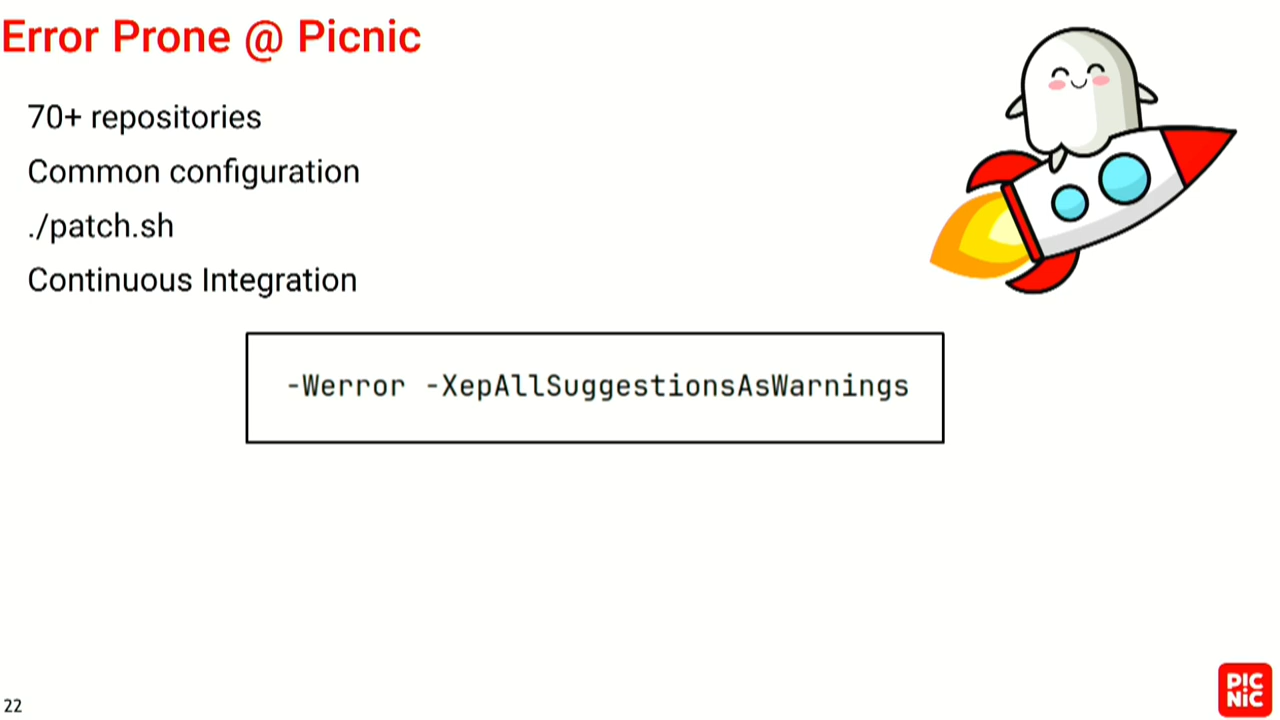 Error Prone @ Picnic
70+ repositories
Common configuration
./patch.sh
Continuous Integration
-Werror -XepAllSuggestionsAsWarnings
22
PIC
NiC